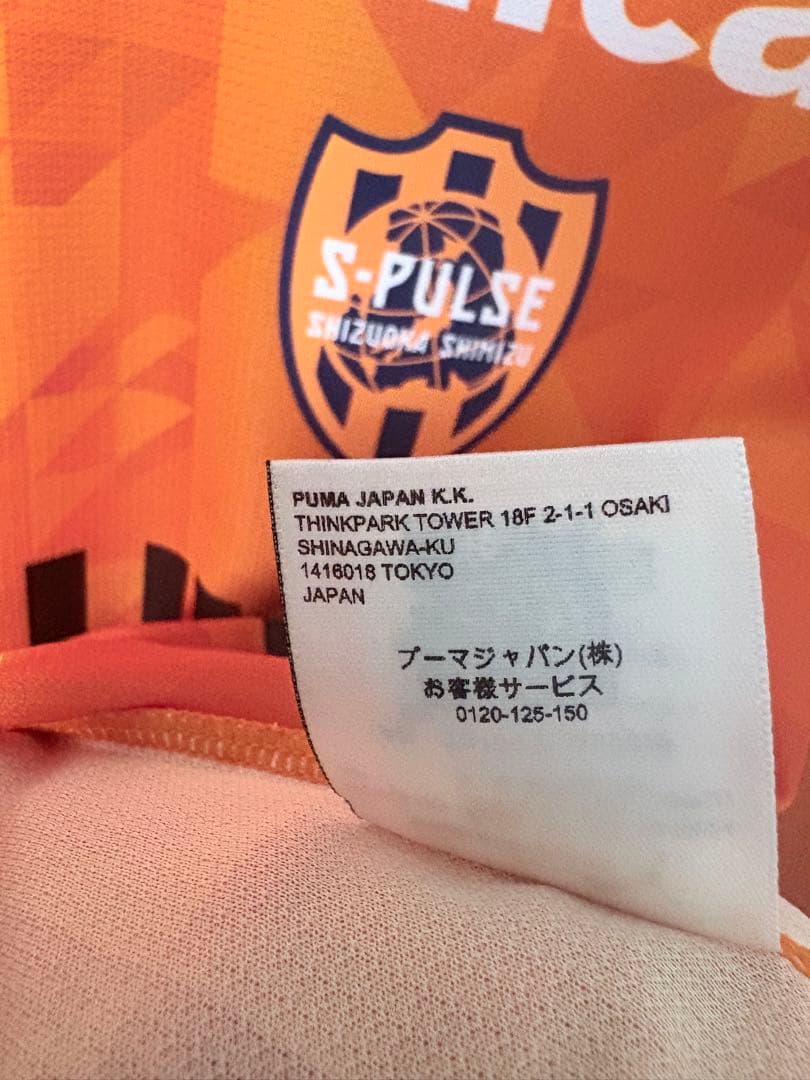 S-PULSE
SHIZUOKA SHIMIZU
PUMA JAPAN K.K.
THINKPARK TOWER 18F 2-1-1 OSAKI
SHINAGAWA-KU
1416018 TOKYO
JAPAN
プーマジャパン(株)
お客様サービス
0120-125-150